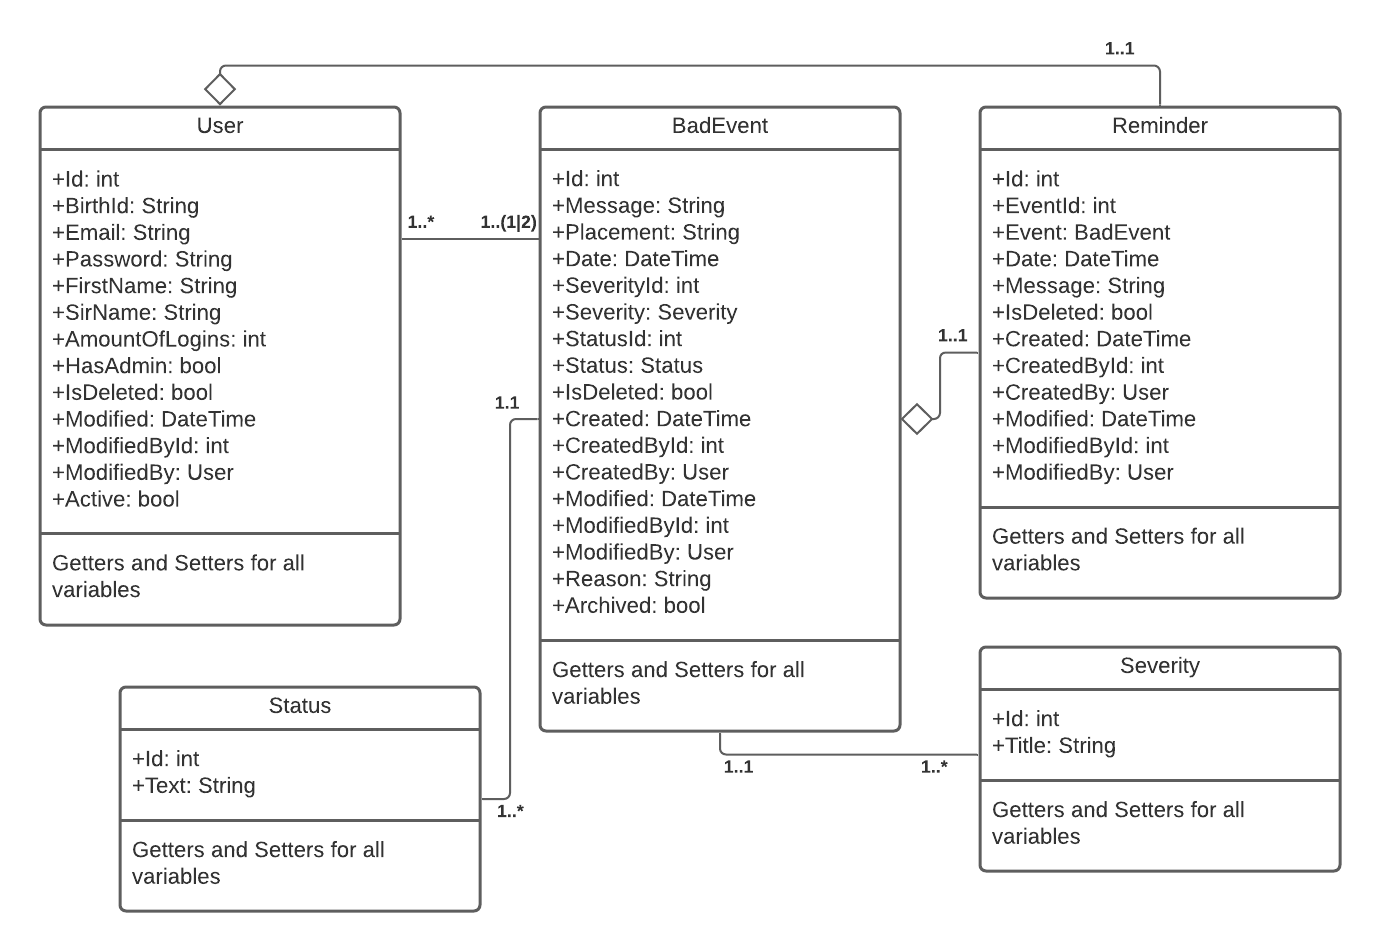 1..1
User
+Id: int
+BirthId: String
+Email: String
+Password: String
+FirstName: String
+SirName: String
+AmountOfLogins: int
+HasAdmin: bool
+IsDeleted: bool
+Modified: DateTime
+ModifiedById: int
+ModifiedBy: User
+Active: bool
Getters and Setters for all
variables
1..*
1..(1|2)
BadEvent
+Id: int
+Message: String
+Placement: String
+Date: DateTime
+SeverityId: int
+Severity: Severity
+StatusId: int
+Status: Status
+IsDeleted: bool
+Created: DateTime
+CreatedById: int
+CreatedBy: User
+Modified: DateTime
+ModifiedById: int
+ModifiedBy: User
+Reason: String
+Archived: bool
Getters and Setters for all
variables
1..1
Reminder
+Id: int
+EventId: int
+Event: BadEvent
+Date: DateTime
+Message: String
+IsDeleted: bool
+Created: DateTime
+CreatedById: int
+CreatedBy: User
+Modified: DateTime
+ModifiedById: int
+ModifiedBy: User
Getters and Setters for all
variables
1.1
Status
+Id: int
+Text: String
Getters and Setters for all
variables
1..*
1..1
1..*
Severity
+Id: int
+Title: String
Getters and Setters for all
variables